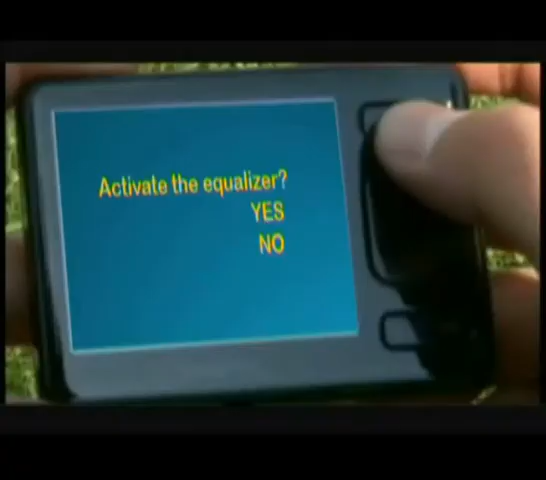 Activate the equalizer?
YES
NO